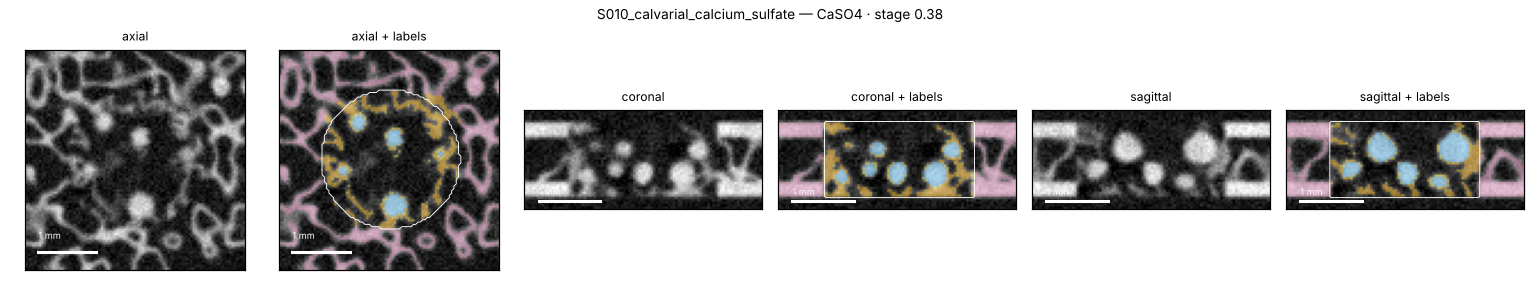 S010_calvarial_calcium_sulfate — CaSO4 · stage 0.38
axial
axial + labels
coronal
coronal + labels
sagittal
sagittal + labels
1 mm
1 mm
1 mm
1 mm